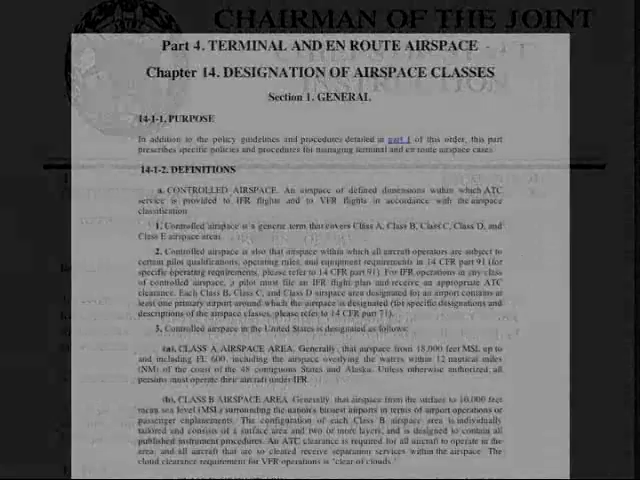 CHAIRMAN OF THE JOINT
Part 4. TERMINAL AND EN ROUTE AIRSPACE
Chapter 14. DESIGNATION OF AIRSPACE CLASSES
INSTRUCTION
Section 1. GENERAL
14-1-1. PURPOSE
In addition to the policy guidelines and procedures detailed in part 1 of this order, this part
prescribes specific policies and procedures for managing terminal and en route airspace cases.
14-1-2. DEFINITIONS
a. CONTROLLED AIRSPACE. An airspace of defined dimensions within which ATC
service is provided to IFR flights and to VFR flights in accordance with the airspace
classification.
1. Controlled airspace is a generic term that covers Class A, Class B, Class C, Class D, and
Class E airspace areas.
2. Controlled airspace is also that airspace within which all aircraft operators are subject to
certain pilot qualifications, operating rules, and equipment requirements in 14 CFR part 91 (for
specific operating requirements, please refer to 14 CFR part 91). For IFR operations in any class
of controlled airspace, a pilot must file an IFR flight plan and receive an appropriate ATC
clearance. Each Class B, Class C, and Class D airspace area designated for an airport contains at
least one primary airport around which the airspace is designated (for specific designations and
descriptions of the airspace classes, please refer to 14 CFR part 71).
3. Controlled airspace in the United States is designated as follows:
(a). CLASS A AIRSPACE AREA. Generally, that airspace from 18,000 feet MSL up to
and including FL 600, including the airspace overlying the waters within 12 nautical miles
(NM) of the coast of the 48 contiguous States and Alaska. Unless otherwise authorized, all
persons must operate their aircraft under IFR.
(b). CLASS B AIRSPACE AREA. Generally, that airspace from the surface to 10,000 feet
mean sea level (MSL) surrounding the nation's busiest airports in terms of airport operations or
passenger enplanements. The configuration of each Class B airspace area is individually
tailored and consists of a surface area and two or more layers, and is designed to contain all
published instrument procedures. An ATC clearance is required for all aircraft to operate in the
area, and all aircraft that are so cleared receive separation services within the airspace. The
cloud clearance requirement for VFR operations is "clear of clouds."